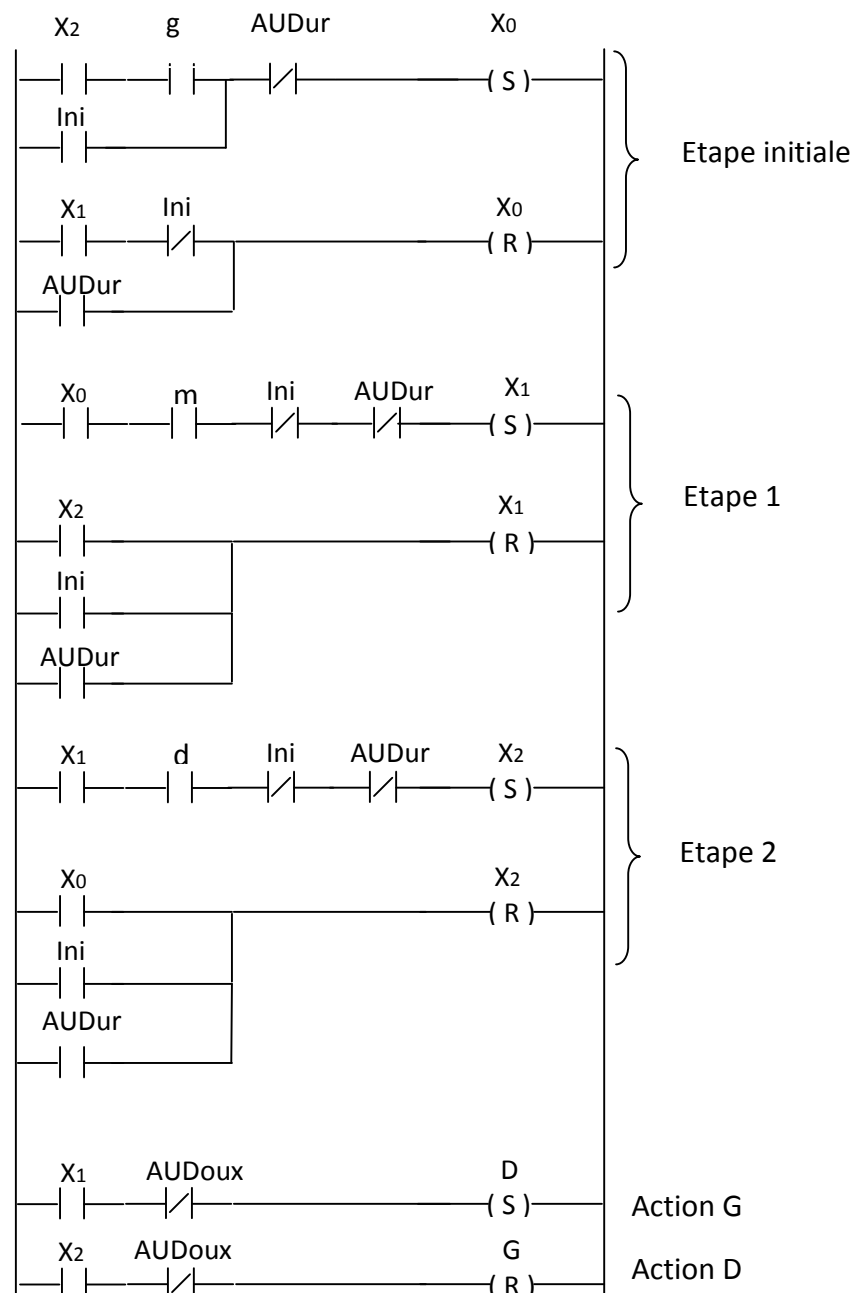 X2 g AUDur X0
( S )
Ini
Etape initiale
X1 Ini X0
( R )
AUDur
X0 m Ini AUDur X1
( S )
Etape 1
X2 X1
( R )
Ini
AUDur
X1 d Ini AUDur X2
( S )
Etape 2
X0 X2
( R )
Ini
AUDur
X1 AUDoux D
( S ) Action G
X2 AUDoux G
( R ) Action D